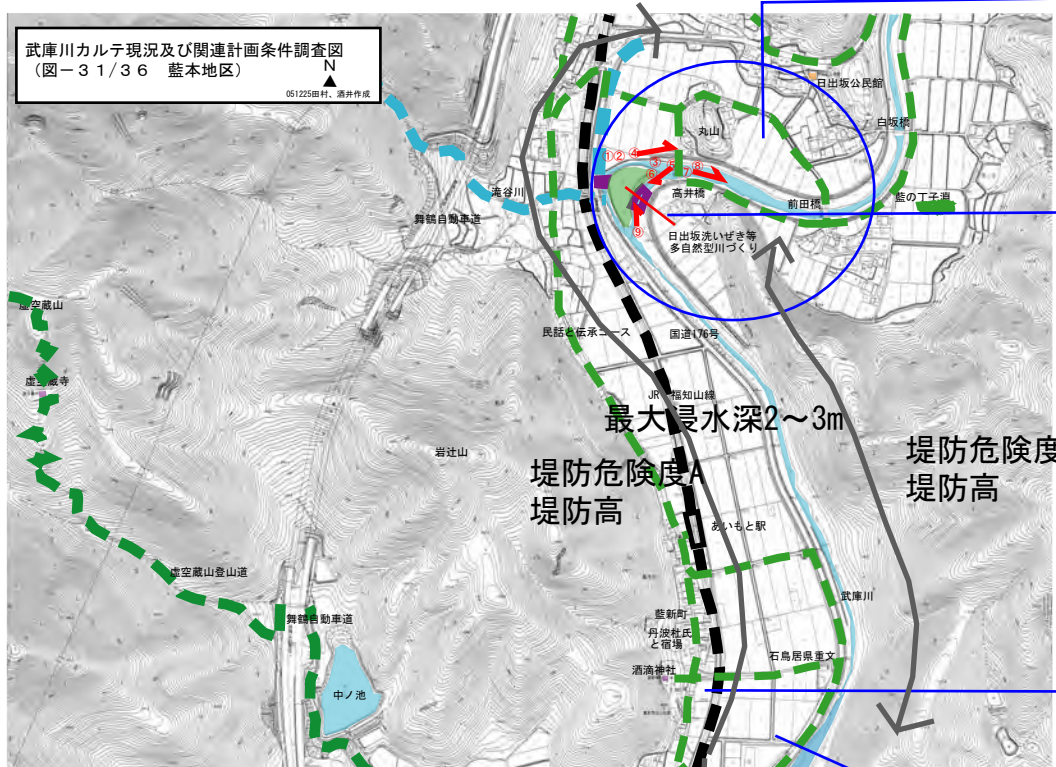 武庫川カルテ現況及び関連計画条件調査図
(図－31/36 藍本地区)
N
051225田村、酒井作成
日出坂公民館
白坂橋
丸山
①② ④
③ ⑤
⑥ ⑦ ⑧
⑨
滝谷川
高井橋
前田橋
藍の丁子淵
舞鶴自動車道
日出坂洗いぜき等
多自然型川づくり
虚空蔵山
民話と伝承コース
国道176号
虚空蔵寺
JR 福知山線
最大浸水深2～3m
岩辻山
堤防危険度A
堤防高
堤防危険度
堤防高
あいもと駅
虚空蔵山登山道
武庫川
舞鶴自動車道
藍新町
丹波杜氏
と宿場
石鳥居県重文
酒滴神社
中ノ池